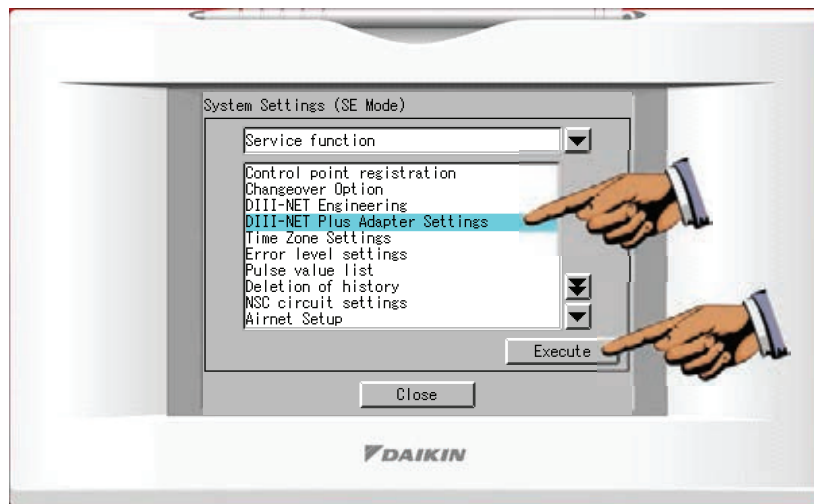 System Settings (SE Mode)
Service function
Control point registration
Changeover Option
DIII-NET Engineering
DIII-NET Plus Adapter Settings
Time Zone Settings
Error level settings
Pulse value list
Deletion of history
NSC circuit settings
Airnet Setup
Execute
Close
DAIKIN